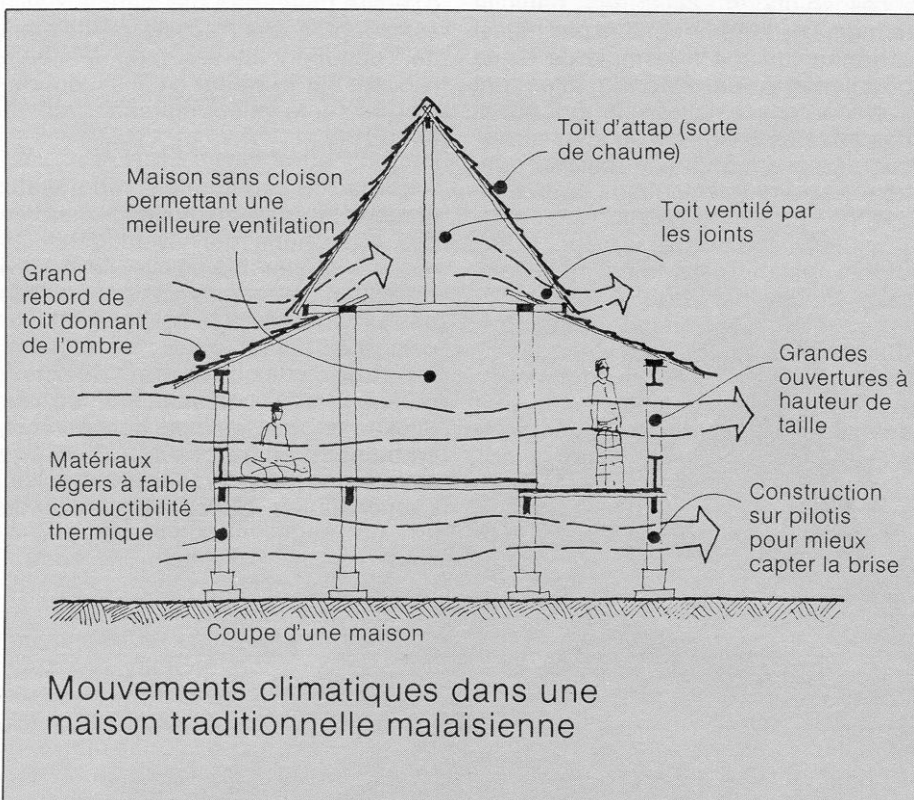 Toit d'attap (sorte
de chaume)
Maison sans cloison
permettant une
meilleure ventilation
Toit ventilé par
les joints
Grand
rebord de
toit donnant
de l'ombre
Grandes
ouvertures à
hauteur de
taille
Matériaux
légers à faible
conductibilité
thermique
Construction
sur pilotis
pour mieux
capter la brise
Coupe d'une maison
Mouvements climatiques dans une
maison traditionnelle malaisienne